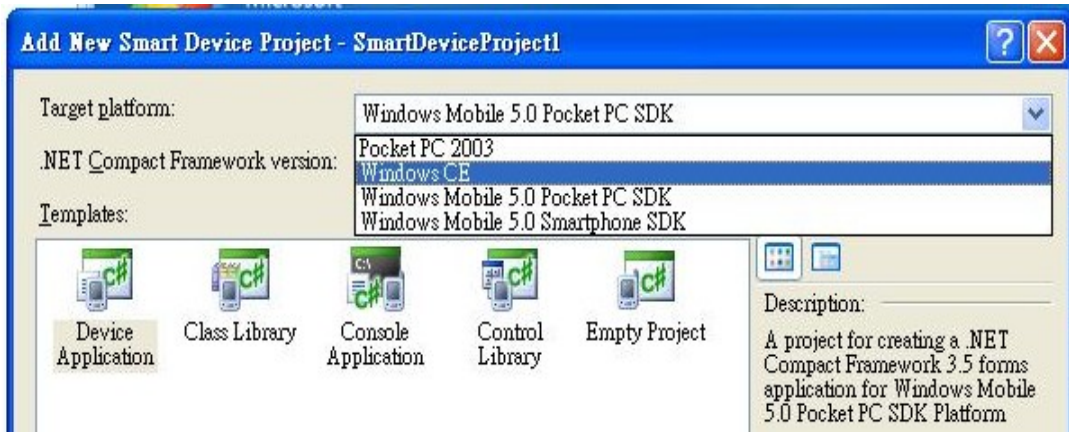 Microsoft
Add New Smart Device Project - SmartDeviceProject1
Target platform:
Windows Mobile 5.0 Pocket PC SDK
Pocket PC 2003
.NET Compact Framework version:
Windows CE
Windows Mobile 5.0 Pocket PC SDK
Windows Mobile 5.0 Smartphone SDK
Templates:
Device
Application
Class Library
Console
Application
Control
Library
Empty Project
Description:
A project for creating a .NET
Compact Framework 3.5 forms
application for Windows Mobile
5.0 Pocket PC SDK Platform